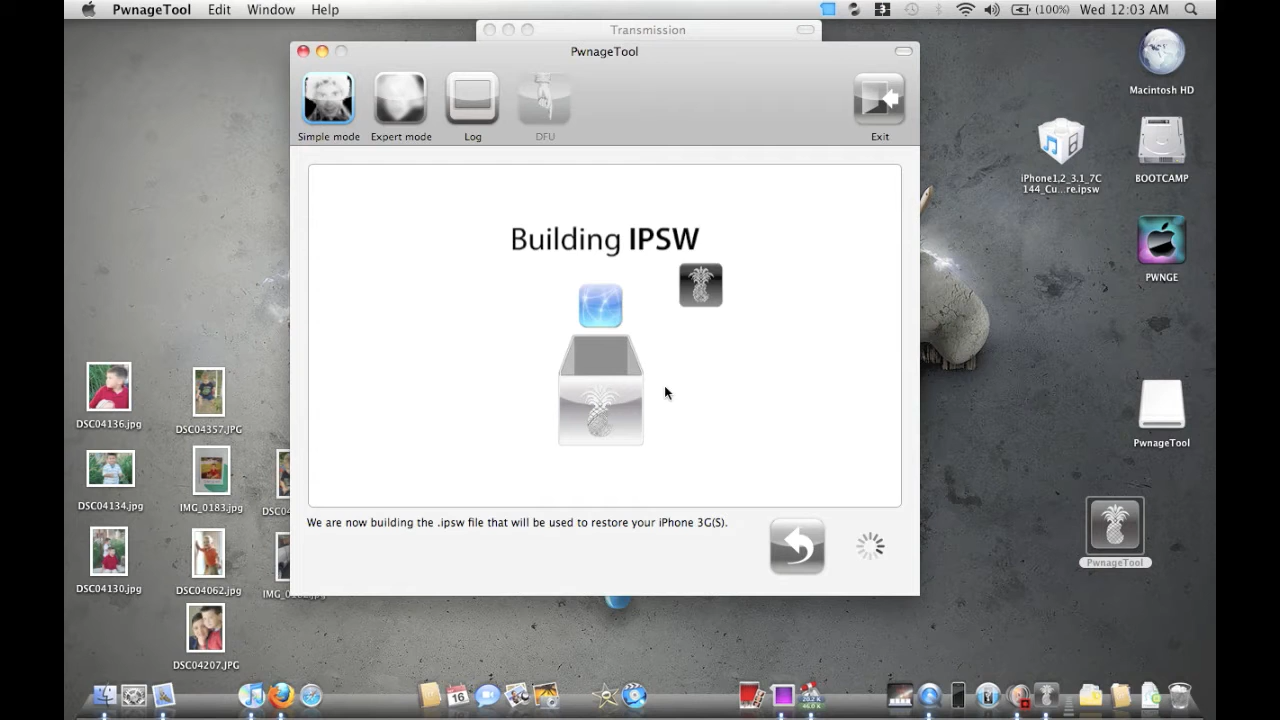 PwnageTool Edit Window Help
(100%) Wed 12:03 AM
Transmission
PwnageTool
Simple mode
Expert mode
Log
DFU
Exit
Building IPSW
We are now building the .ipsw file that will be used to restore your iPhone 3G(S).
Macintosh HD
iPhone1,2_3.1_7C
144_Cu...re.ipsw
BOOTCAMP
PWNGE
PwnageTool
PwnageTool
DSC04136.jpg
DSC04357.JPG
DSC04134.jpg
IMG_0183.jpg
DSC04130.jpg
DSC04062.jpg
DSC04207.JPG
16